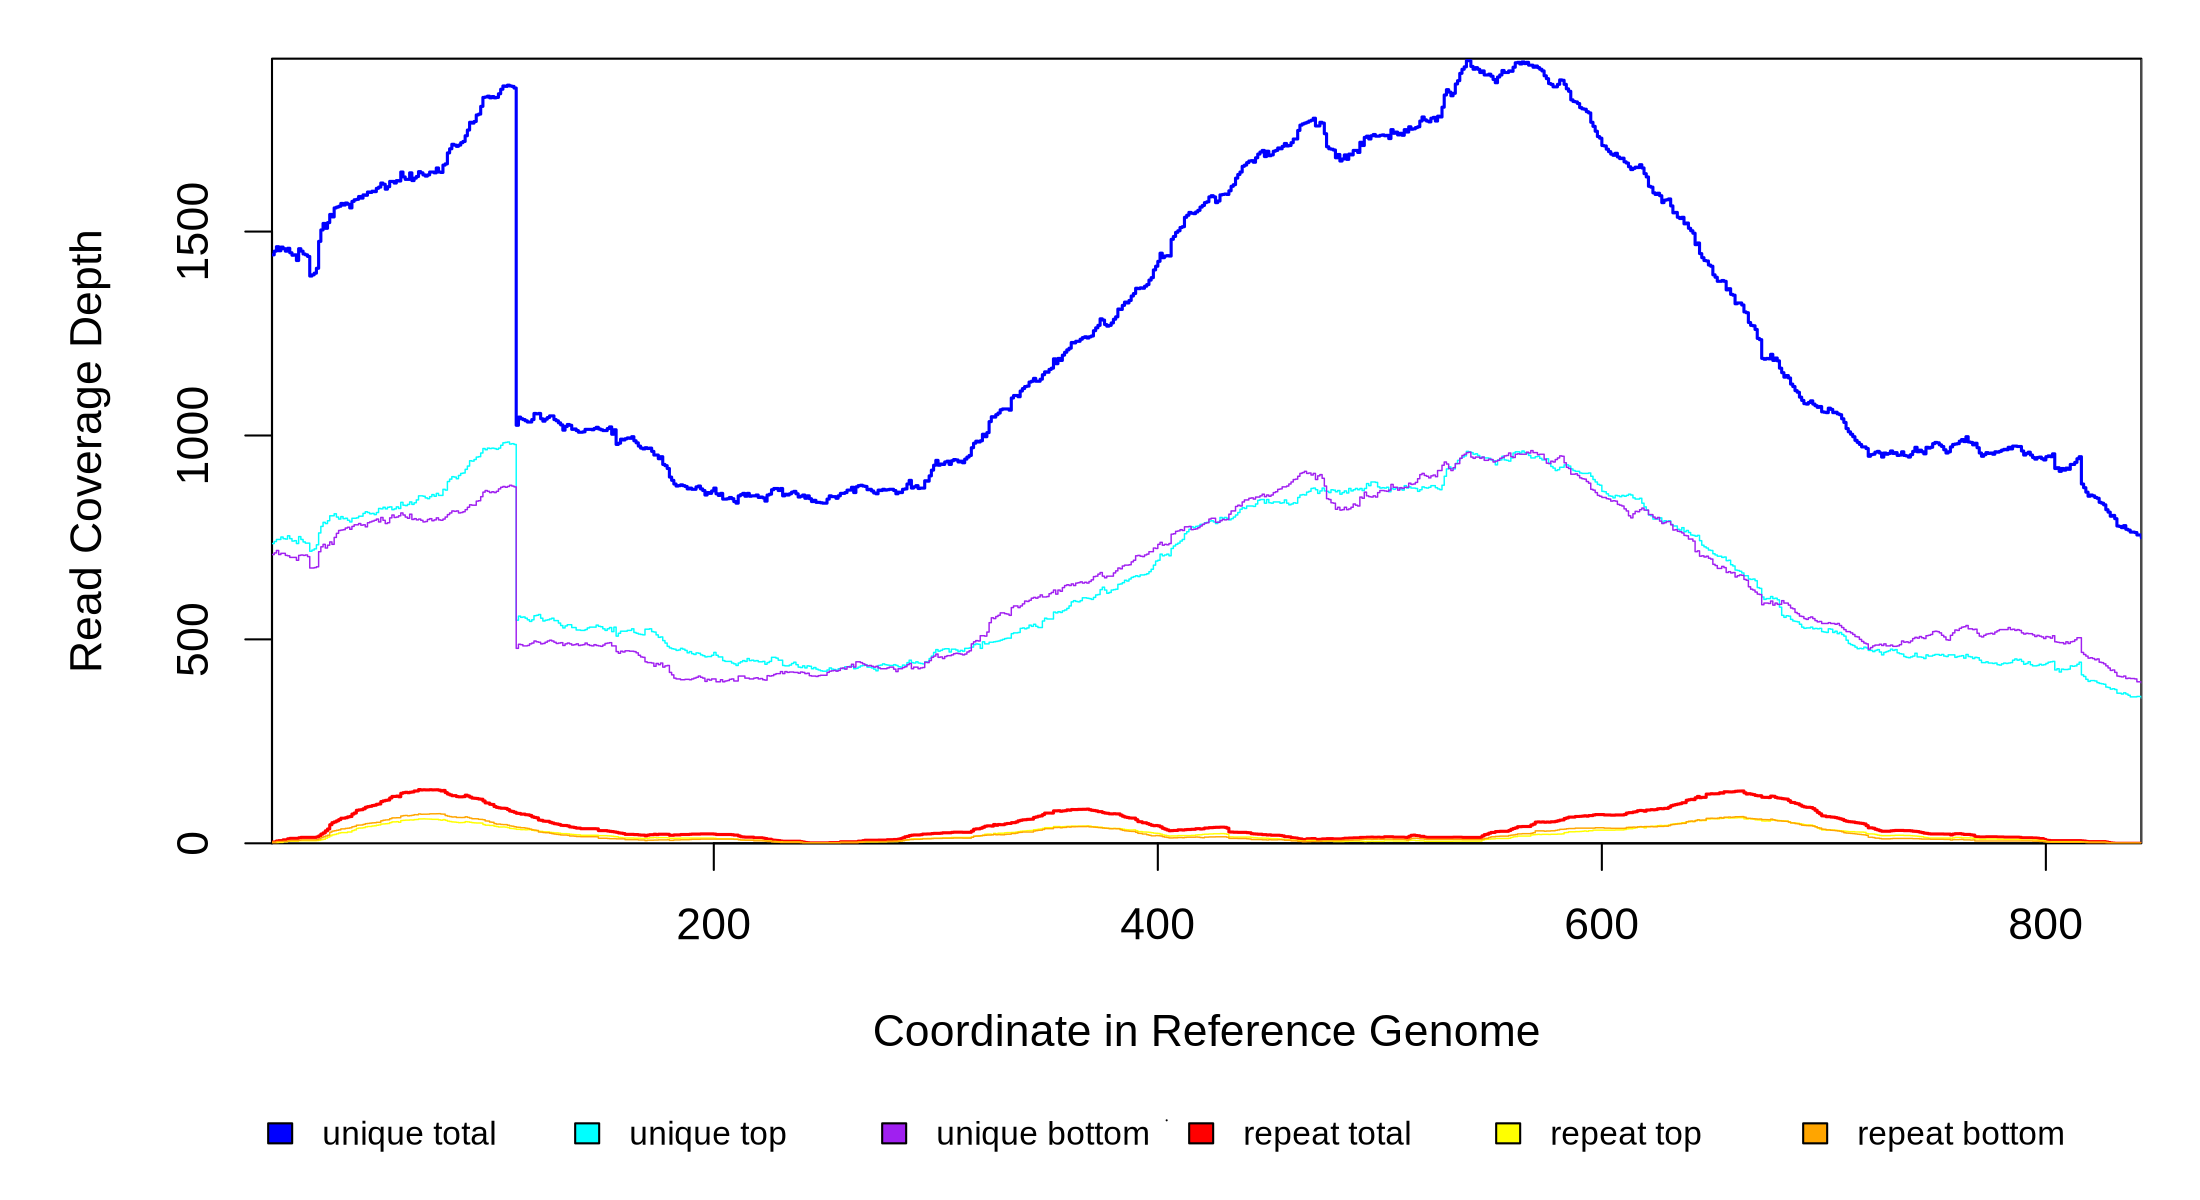 Read Coverage Depth
1500
1000
500
0
200 400 600 800
Coordinate in Reference Genome
unique total unique top unique bottom repeat total repeat top repeat bottom